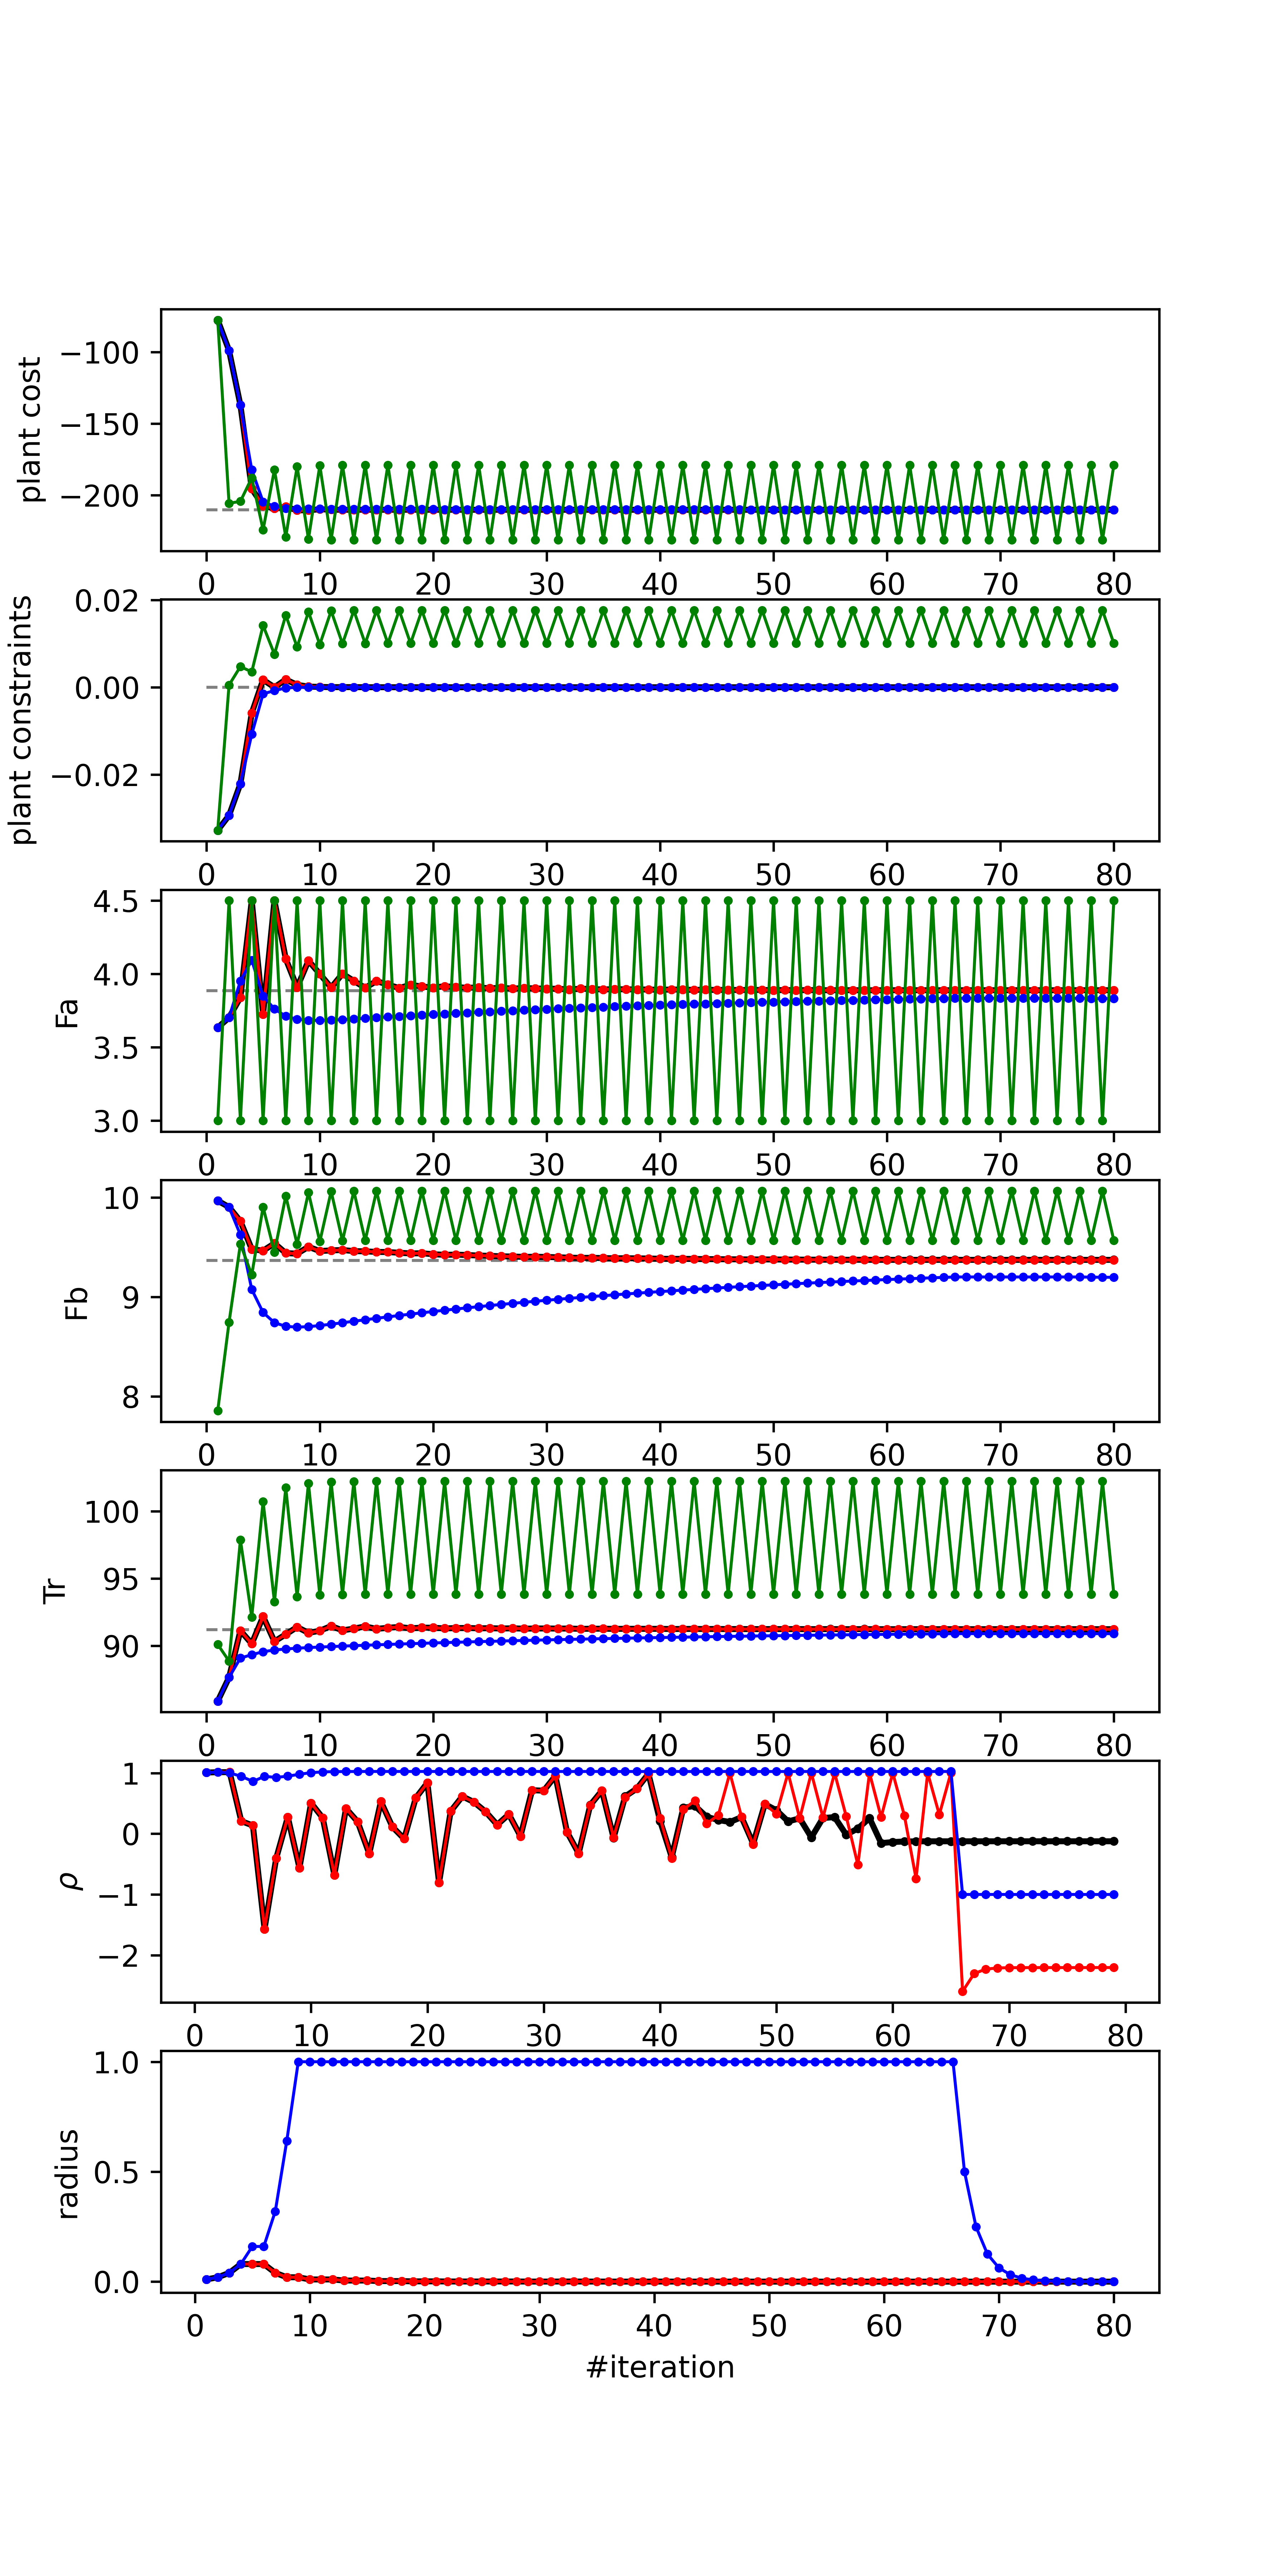 plant cost
−100
−150
−200
0 10 20 30 40 50 60 70 80
plant constraints
0.02
0.00
−0.02
0 10 20 30 40 50 60 70 80
Fa
4.5
4.0
3.5
3.0
0 10 20 30 40 50 60 70 80
Fb
10
9
8
0 10 20 30 40 50 60 70 80
Tr
100
95
90
0 10 20 30 40 50 60 70 80
ρ
1
0
−1
−2
0 10 20 30 40 50 60 70 80
radius
1.0
0.5
0.0
0 10 20 30 40 50 60 70 80
#iteration